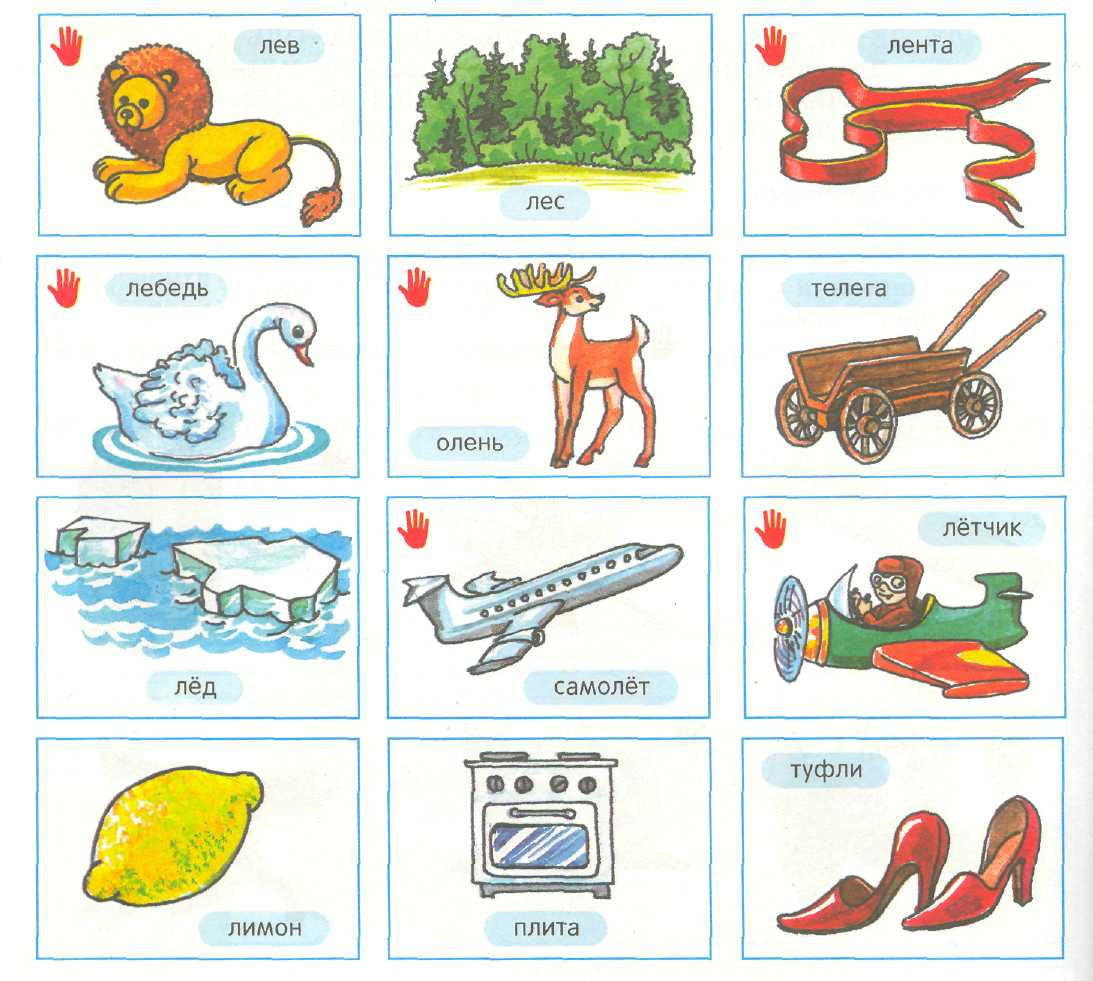 лев
лес
лента
лебедь
олень
телега
лёд
самолёт
лётчик
лимон
плита
туфли